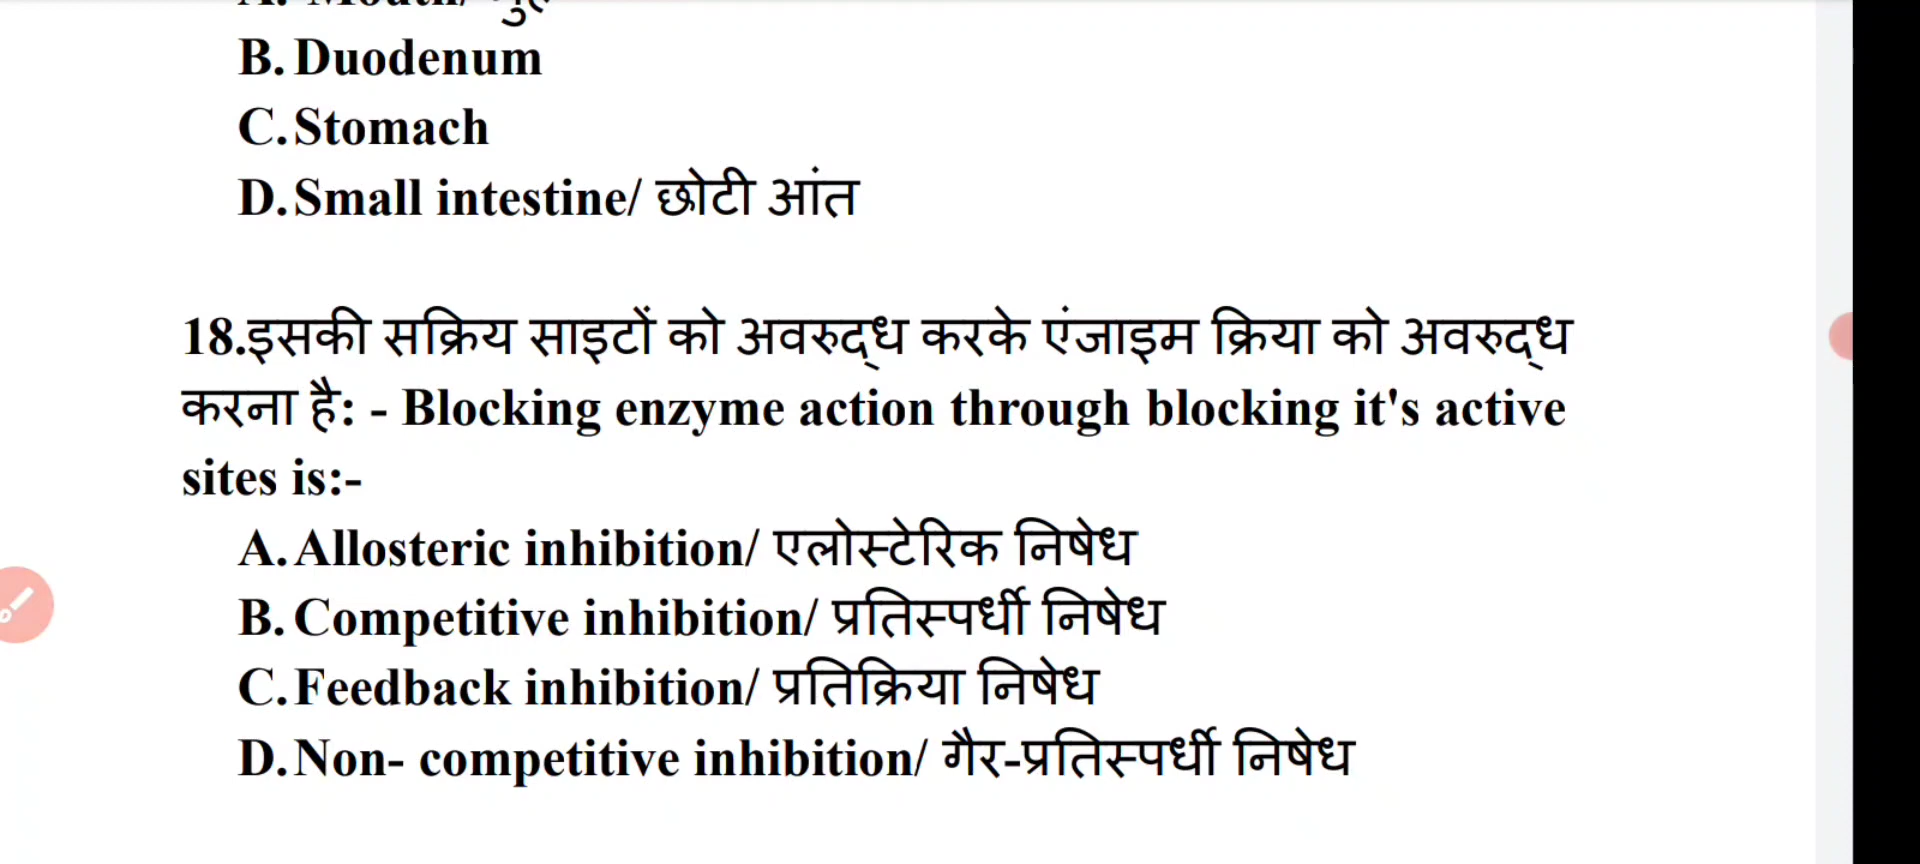 B. Duodenum
C. Stomach
D. Small intestine/ छोटी आंत
18.इसकी सक्रिय साइटों को अवरुद्ध करके एंजाइम क्रिया को अवरुद्ध
करना है: - Blocking enzyme action through blocking it's active
sites is:-
A. Allosteric inhibition/ एलोस्टेरिक निषेध
B. Competitive inhibition/ प्रतिस्पर्धी निषेध
C. Feedback inhibition/ प्रतिक्रिया निषेध
D. Non- competitive inhibition/ गैर-प्रतिस्पर्धी निषेध